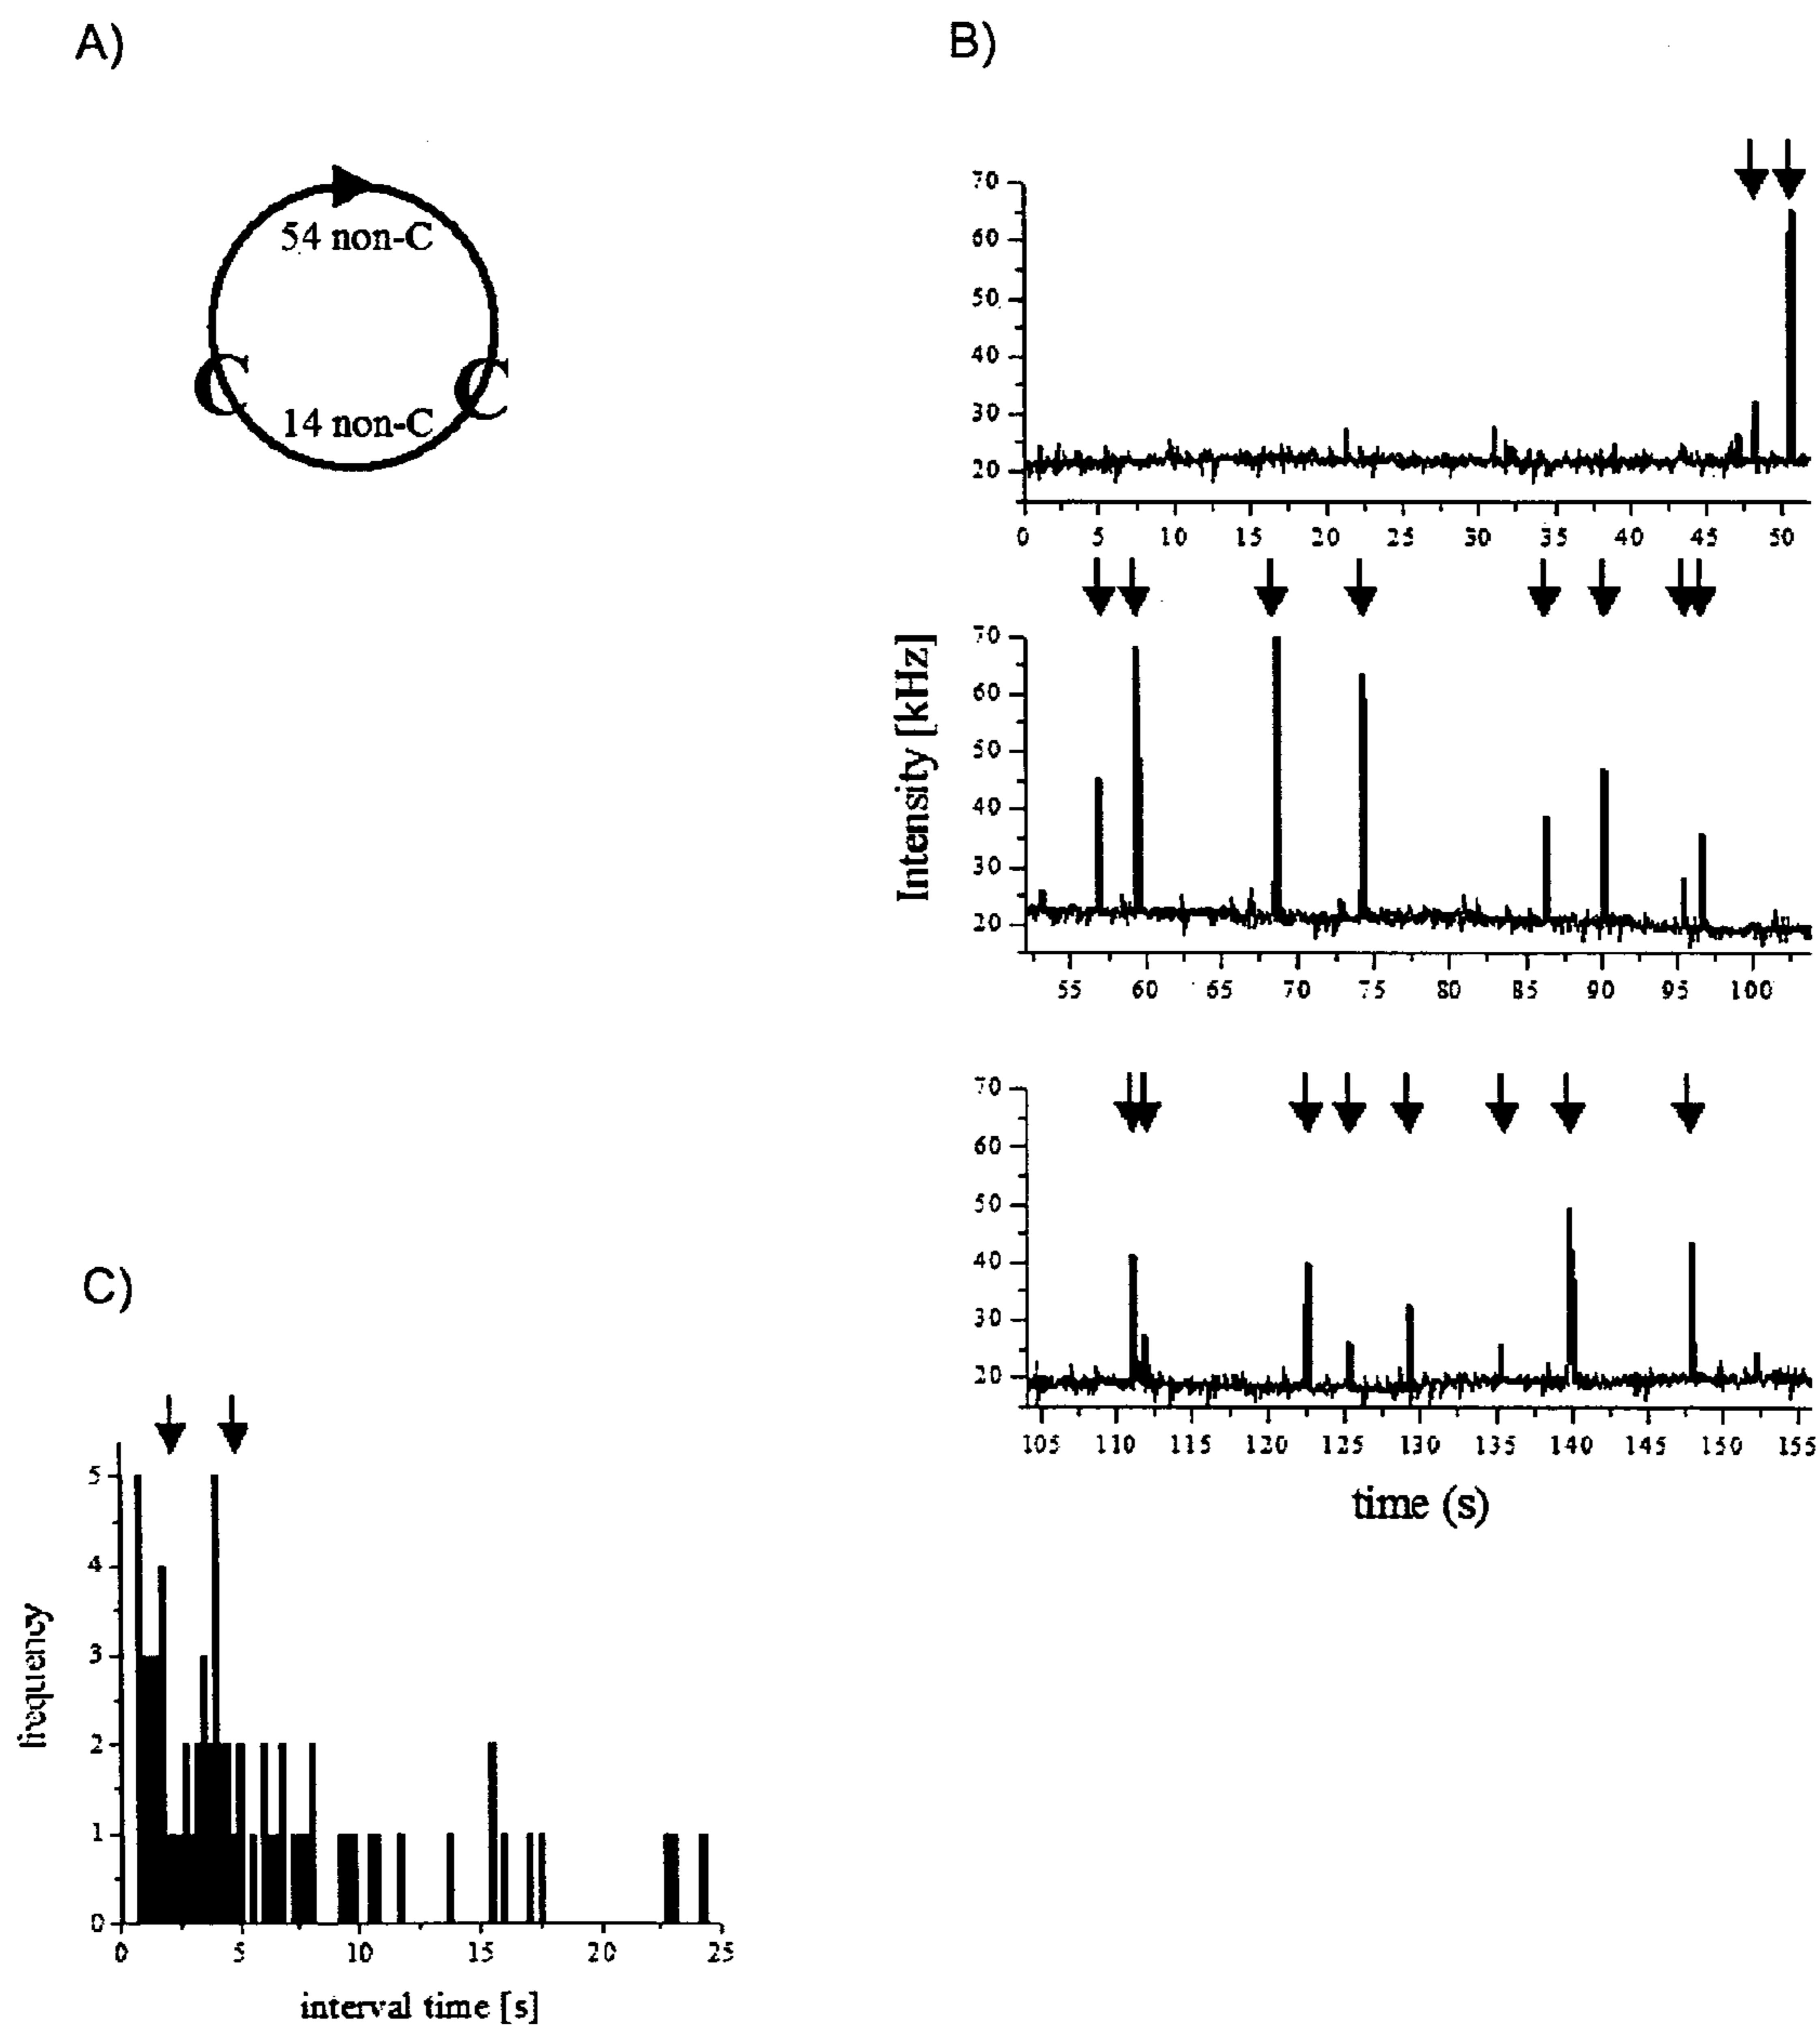 A)
B)
54 non-C
C C
14 non-C
70
60
50
40
30
20
0 5 10 15 20 25 30 35 40 45 50
Intensity [kHz]
70
60
50
40
30
20
55 60 65 70 75 80 85 90 95 100
70
60
50
40
30
20
105 110 115 120 125 130 135 140 145 150 155
time (s)
C)
frequency
5
4
3
2
1
0
0 5 10 15 20 25
interval time [s]